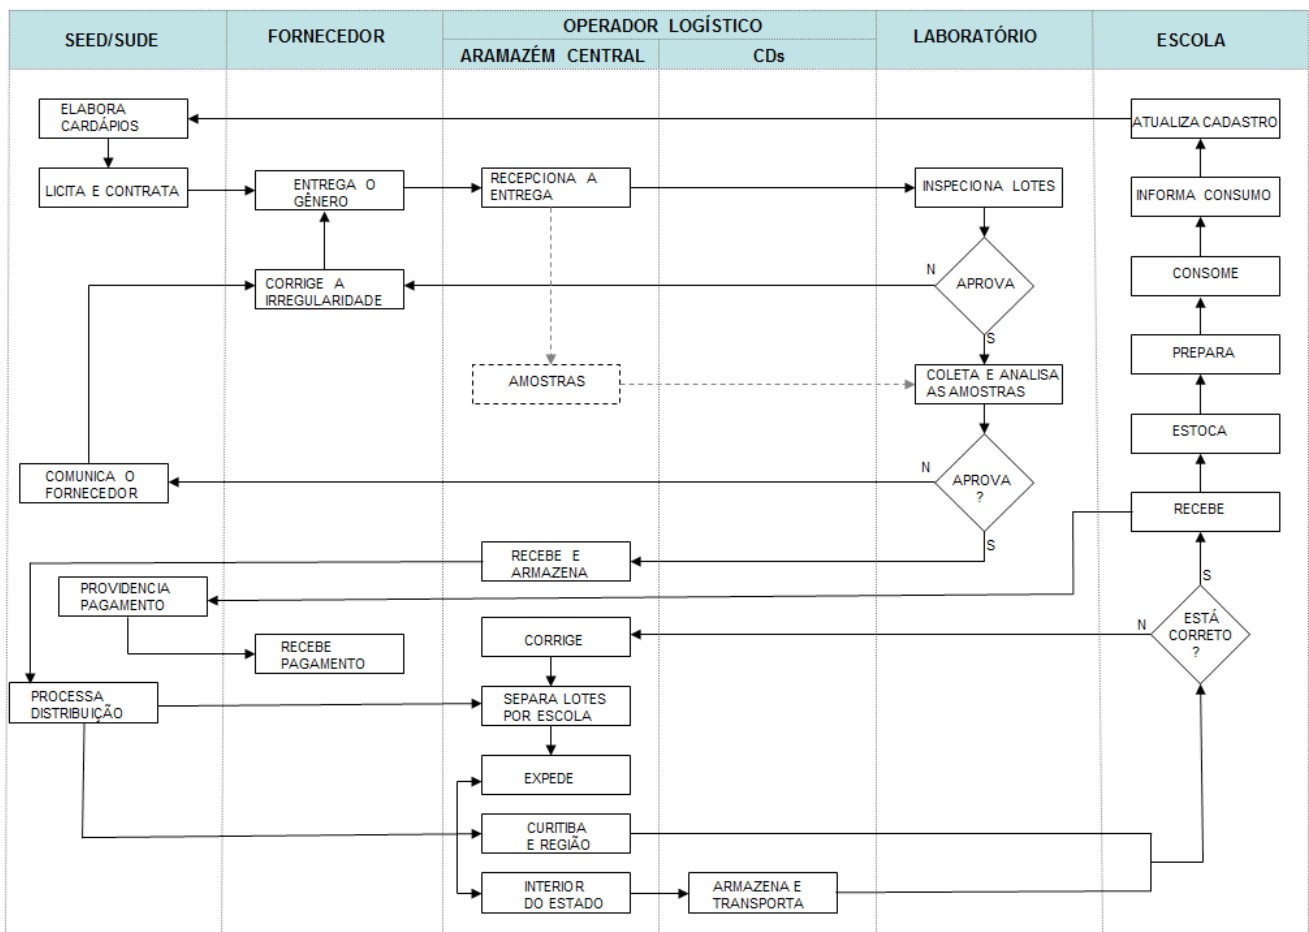 SEED/SUDE
FORNECEDOR
OPERADOR LOGÍSTICO
ARAMAZÉM CENTRAL
CDs
LABORATÓRIO
ESCOLA
ELABORA
CARDÁPIOS
ATUALIZA CADASTRO
LICITA E CONTRATA
ENTREGA O
GÊNERO
RECEPCIONA A
ENTREGA
INSPECIONA LOTES
INFORMA CONSUMO
CORRIGE A
IRREGULARIDADE
N
APROVA
S
CONSOME
PREPARA
AMOSTRAS
COLETA E ANALISA
AS AMOSTRAS
ESTOCA
COMUNICA O
FORNECEDOR
N
APROVA
?
S
RECEBE
RECEBE E
ARMAZENA
PROVIDENCIA
PAGAMENTO
S
RECEBE
PAGAMENTO
CORRIGE
N
ESTÁ
CORRETO
?
PROCESSA
DISTRIBUIÇÃO
SEPARA LOTES
POR ESCOLA
EXPEDE
CURITIBA
E REGIÃO
INTERIOR
DO ESTADO
ARMAZENA E
TRANSPORTA